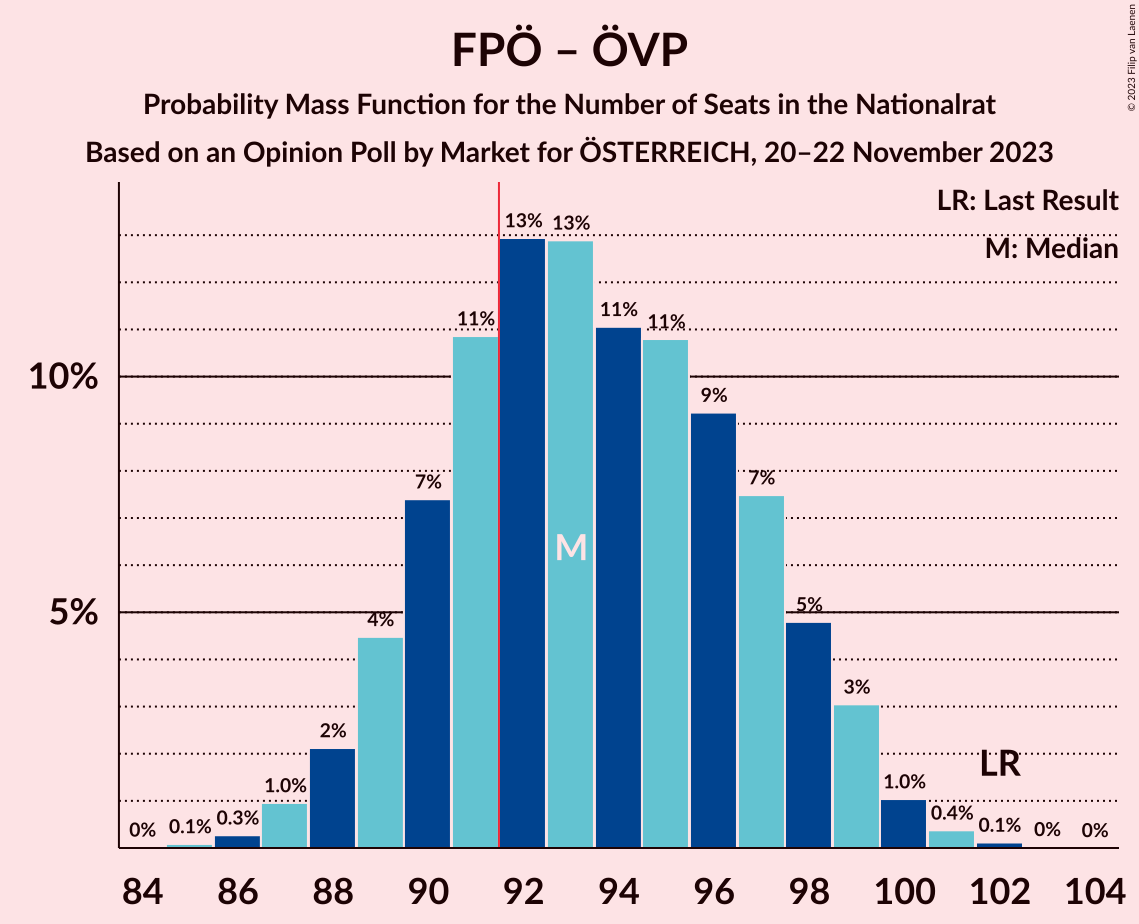 FPÖ – ÖVP
Probability Mass Function for the Number of Seats in the Nationalrat
Based on an Opinion Poll by Market for ÖSTERREICH, 20–22 November 2023
© 2023 Filip van Laenen
LR: Last Result
M: Median
13% 13%
11% 11% 11%
10%
9%
7% 7%
M
5%
4% 5%
3%
2%
LR
1.0% 1.0%
0% 0.1% 0.3% 0.4% 0.1% 0% 0%
84 86 88 90 92 94 96 98 100 102 104